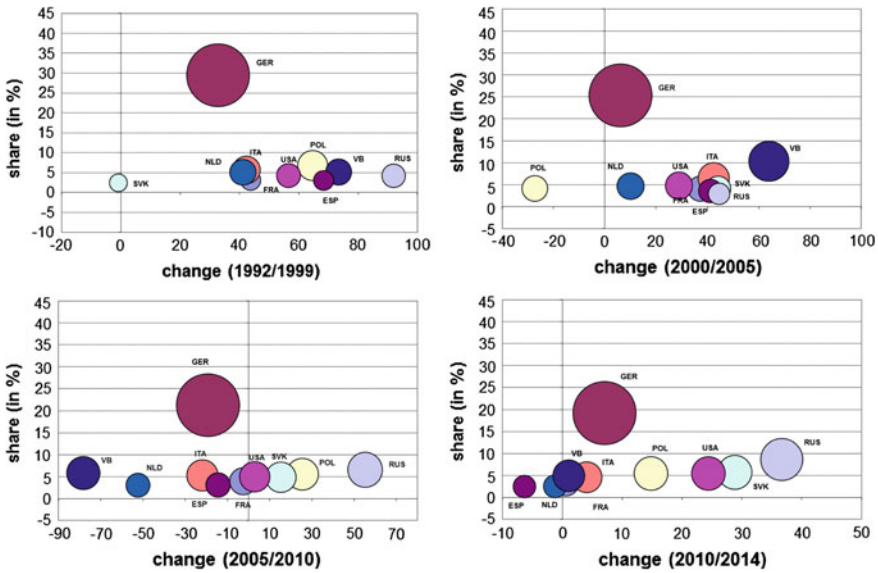 45
40
35
30
25
20
15
10
5
0
-5
-10
share (in %)
GER
SVK
NLD
ITA
FRA
USA
POL
ESP
VB
RUS
-20 0 20 40 60 80 100
change (1992/1999)
45
40
35
30
25
20
15
10
5
0
-5
share (in %)
GER
POL
NLD
USA
FRA
ITA
ESP
SVK
RUS
VB
-40 -20 0 20 40 60 80 100
change (2000/2005)
45
40
35
30
25
20
15
10
5
0
-5
share (in %)
GER
VB
NLD
ITA
ESP
FRA
USA
SVK
POL
RUS
-90 -70 -50 -30 -10 10 30 50 70
change (2005/2010)
45
40
35
30
25
20
15
10
5
0
-5
share (in %)
GER
ESP
NLD
VB
ITA
FRA
POL
USA
SVK
RUS
-10 0 10 20 30 40 50
change (2010/2014)